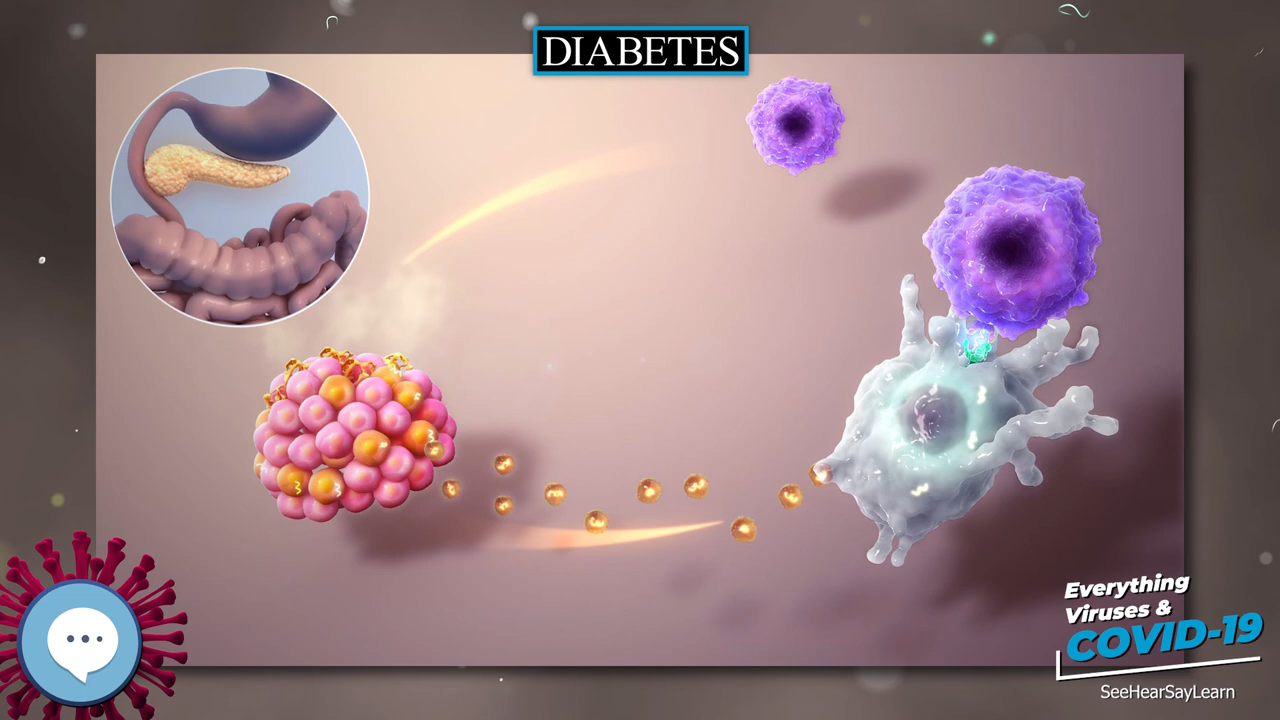 DIABETES
Everything
Viruses &
COVID-19
SeeHearSayLearn